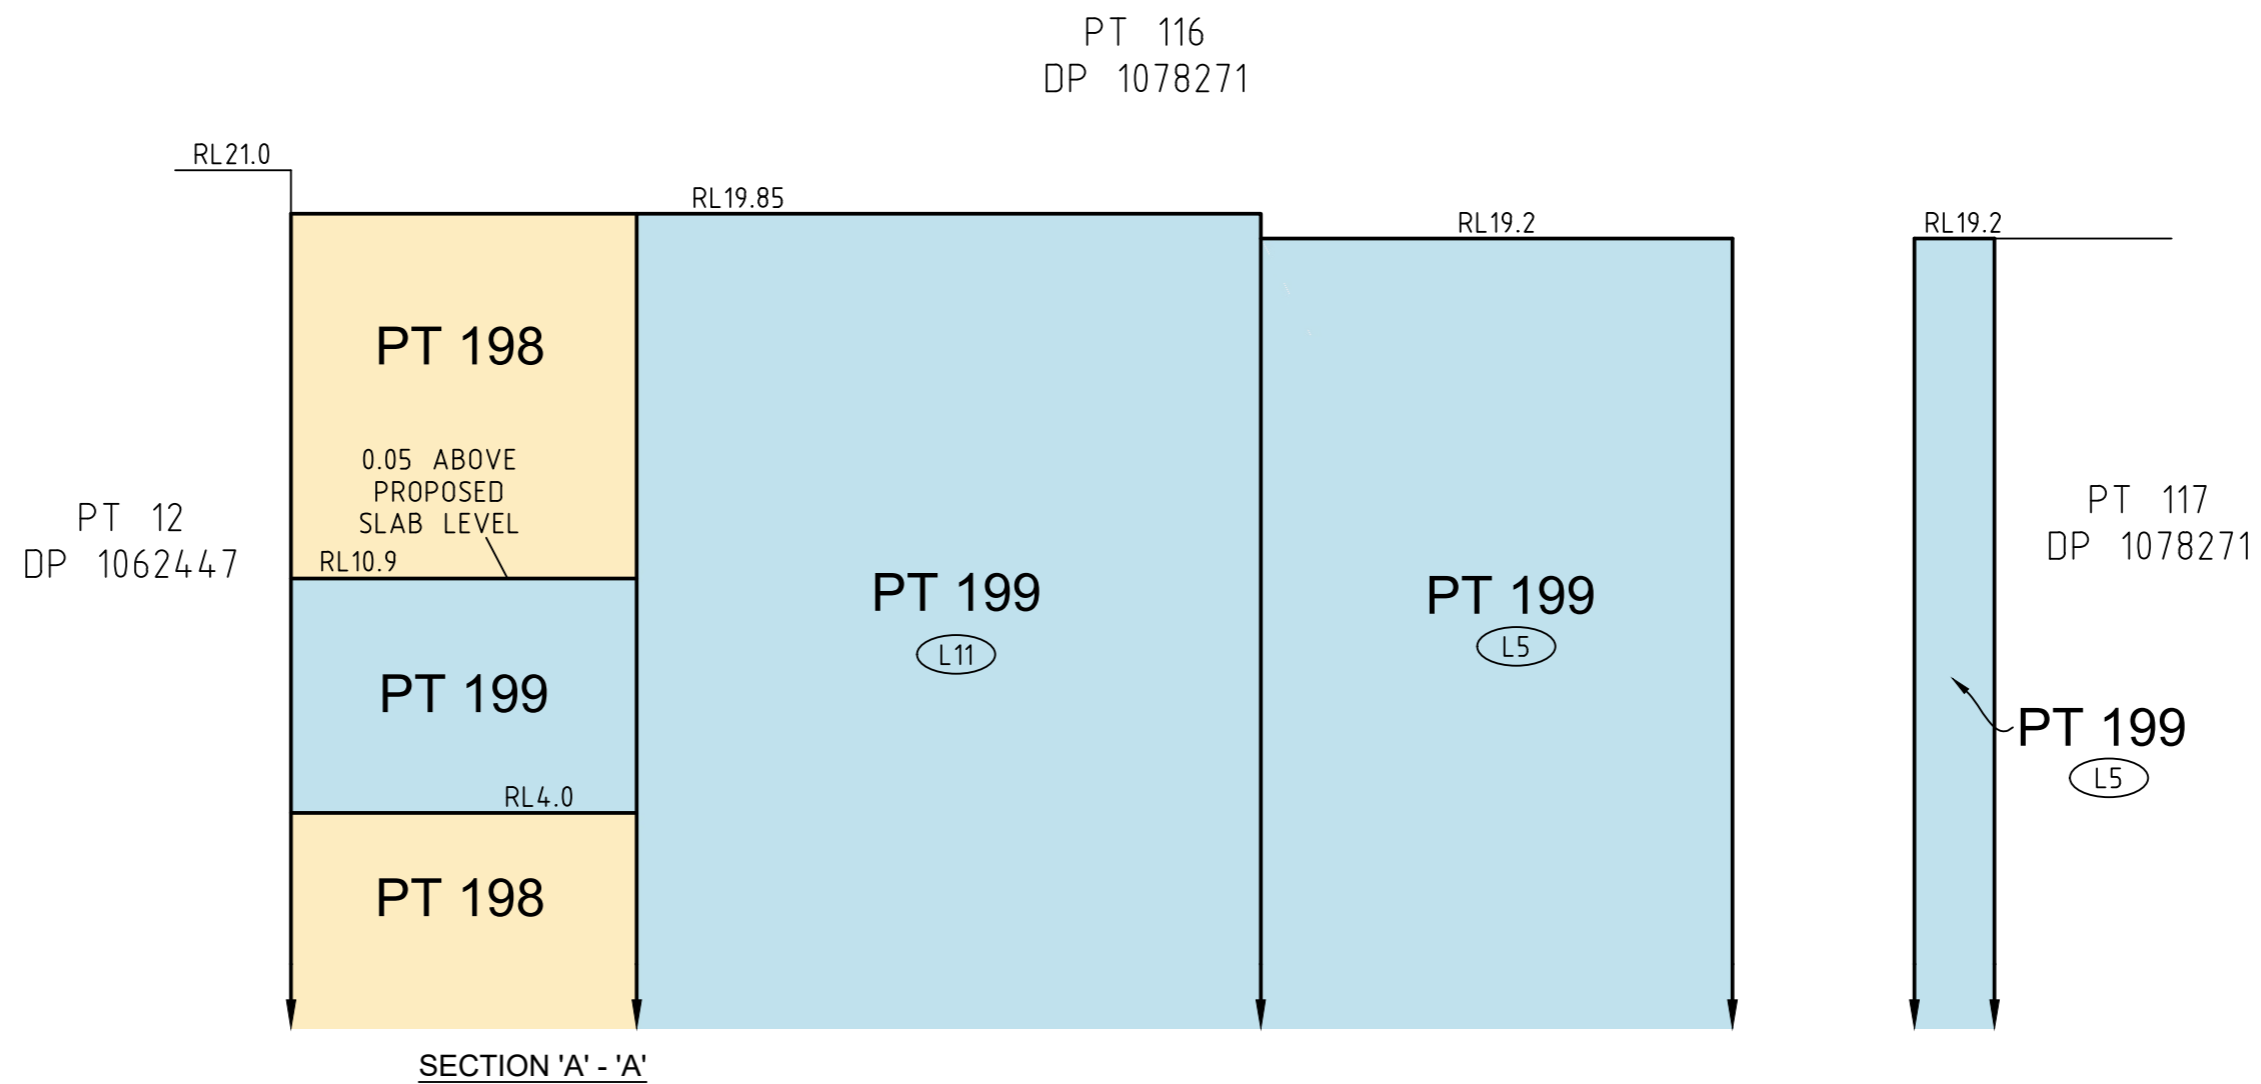 PT 116
DP 1078271
RL21.0
RL19.85
RL19.2
RL19.2
PT 198
0.05 ABOVE
PROPOSED
SLAB LEVEL
RL10.9
PT 12
DP 1062447
PT 117
DP 1078271
PT 199
L11
PT 199
L5
PT 199
PT 199
L5
RL4.0
PT 198
SECTION 'A' - 'A'